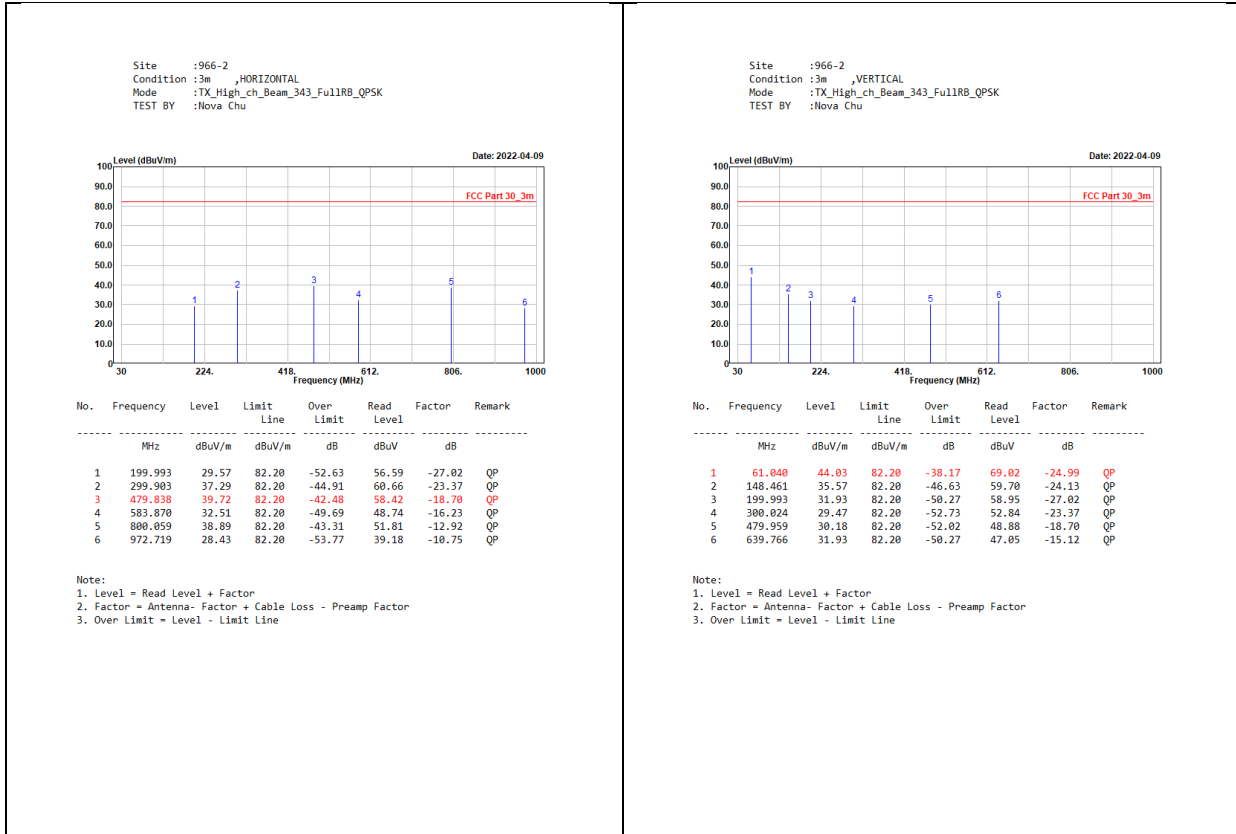 Site :966-2
Condition :3m ,HORIZONTAL
Mode :TX_High_ch_Beam_343_FullRB_QPSK
TEST BY :Nova Chu
Level (dBuV/m) Date: 2022-04-09
100
90.0
FCC Part 30_3m
80.0
70.0
60.0
50.0
40.0
30.0
20.0
10.0
0
1 2 3 4 5 6
30 224. 418. 612. 806. 1000
Frequency (MHz)
No. Frequency Level Limit Over Read Factor Remark
Line Limit Level
------ ----------- -------- -------- --------- -------- -------- ---------
MHz dBuV/m dBuV/m dB dBuV dB
1 199.993 29.57 82.20 -52.63 56.59 -27.02 QP
2 299.903 37.29 82.20 -44.91 60.66 -23.37 QP
3 479.838 39.72 82.20 -42.48 58.42 -18.70 QP
4 583.870 32.51 82.20 -49.69 48.74 -16.23 QP
5 800.059 38.89 82.20 -43.31 51.81 -12.92 QP
6 972.719 28.43 82.20 -53.77 39.18 -10.75 QP
Note:
1. Level = Read Level + Factor
2. Factor = Antenna- Factor + Cable Loss - Preamp Factor
3. Over Limit = Level - Limit Line
Site :966-2
Condition :3m ,VERTICAL
Mode :TX_High_ch_Beam_343_FullRB_QPSK
TEST BY :Nova Chu
Level (dBuV/m) Date: 2022-04-09
100
90.0
FCC Part 30_3m
80.0
70.0
60.0
50.0
40.0
30.0
20.0
10.0
0
1 2 3 4 5 6
30 224. 418. 612. 806. 1000
Frequency (MHz)
No. Frequency Level Limit Over Read Factor Remark
Line Limit Level
------ ----------- -------- -------- --------- -------- -------- ---------
MHz dBuV/m dBuV/m dB dBuV dB
1 61.040 44.03 82.20 -38.17 69.02 -24.99 QP
2 148.461 35.57 82.20 -46.63 59.70 -24.13 QP
3 199.993 31.93 82.20 -50.27 58.95 -27.02 QP
4 300.024 29.47 82.20 -52.73 52.84 -23.37 QP
5 479.959 30.18 82.20 -52.02 48.88 -18.70 QP
6 639.766 31.93 82.20 -50.27 47.05 -15.12 QP
Note:
1. Level = Read Level + Factor
2. Factor = Antenna- Factor + Cable Loss - Preamp Factor
3. Over Limit = Level - Limit Line